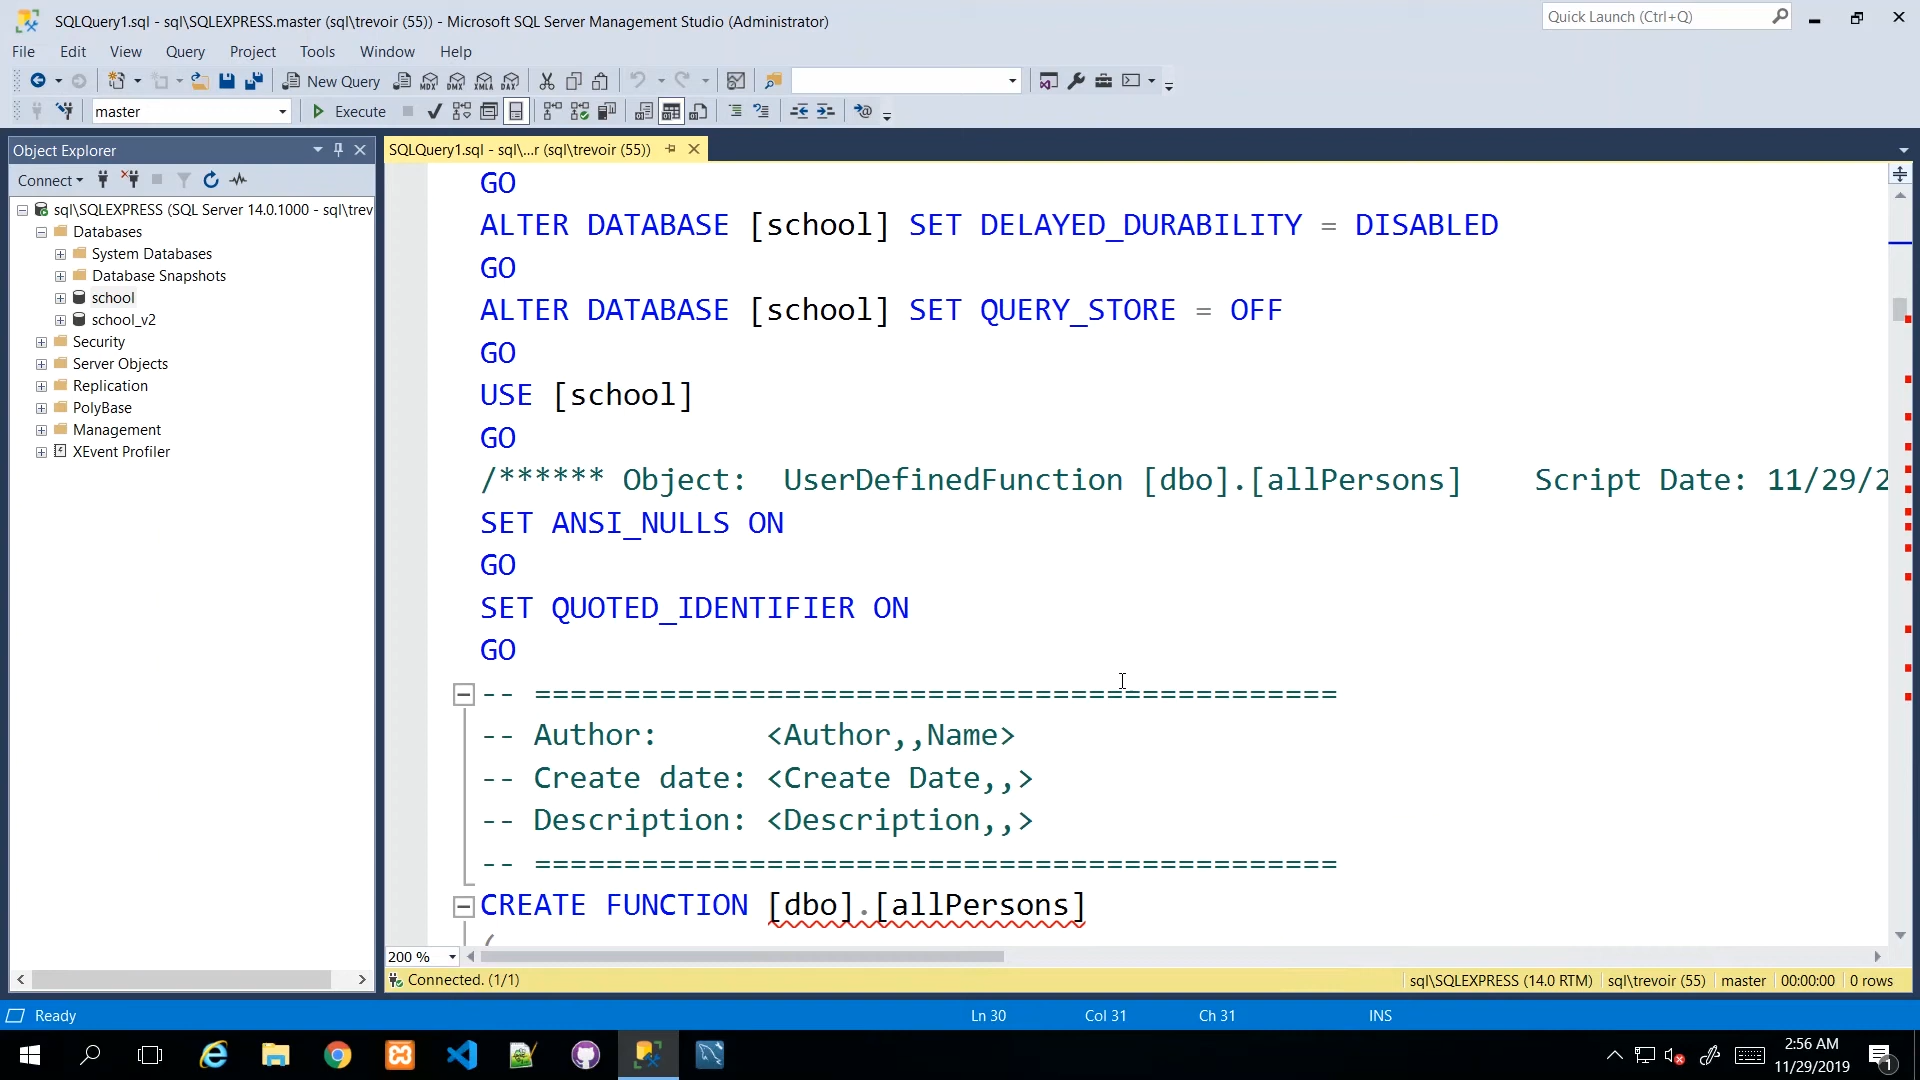 SQLQuery1.sql - sql\SQLEXPRESS.master (sql\trevoir (55)) - Microsoft SQL Server Management Studio (Administrator)
Quick Launch (Ctrl+Q)
File Edit View Query Project Tools Window Help
New Query
MDX DMX XMLA DAX
master
Execute
Object Explorer
SQLQuery1.sql - sql\...r (sql\trevoir (55))
Connect
sql\SQLEXPRESS (SQL Server 14.0.1000 - sql\trev
Databases
System Databases
Database Snapshots
school
school_v2
Security
Server Objects
Replication
PolyBase
Management
XEvent Profiler
GO
ALTER DATABASE [school] SET DELAYED_DURABILITY = DISABLED
GO
ALTER DATABASE [school] SET QUERY_STORE = OFF
GO
USE [school]
GO
/****** Object:  UserDefinedFunction [dbo].[allPersons]    Script Date: 11/29/2
SET ANSI_NULLS ON
GO
SET QUOTED_IDENTIFIER ON
GO
-- =============================================
-- Author:      <Author,,Name>
-- Create date: <Create Date,,>
-- Description: <Description,,>
-- =============================================
CREATE FUNCTION [dbo].[allPersons]
(
200 %
Connected. (1/1)
sql\SQLEXPRESS (14.0 RTM) sql\trevoir (55) master 00:00:00 0 rows
Ready
Ln 30 Col 31 Ch 31 INS
2:56 AM
11/29/2019
1